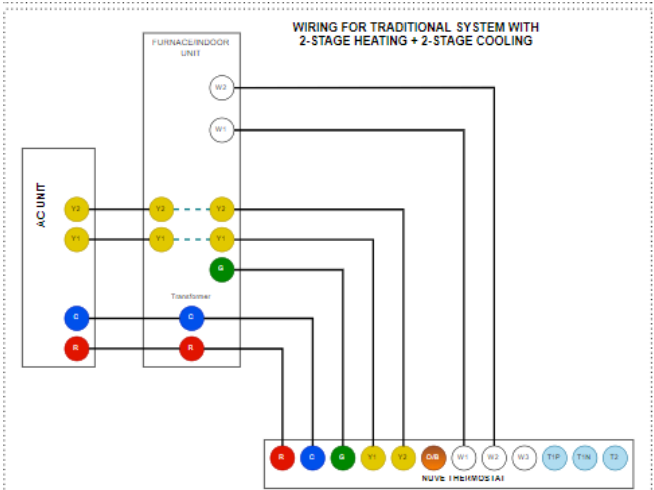 WIRING FOR TRADITIONAL SYSTEM WITH
2-STAGE HEATING + 2-STAGE COOLING
FURNACE/INDOOR
UNIT
W2
W1
AC UNIT
Y2 Y2 Y2
Y1 Y1 Y1
G
Transformer
C C
R R
R C G Y1 Y2 O/B W1 W2 W3 T1P T1N T2
NUVE THERMOSTAT